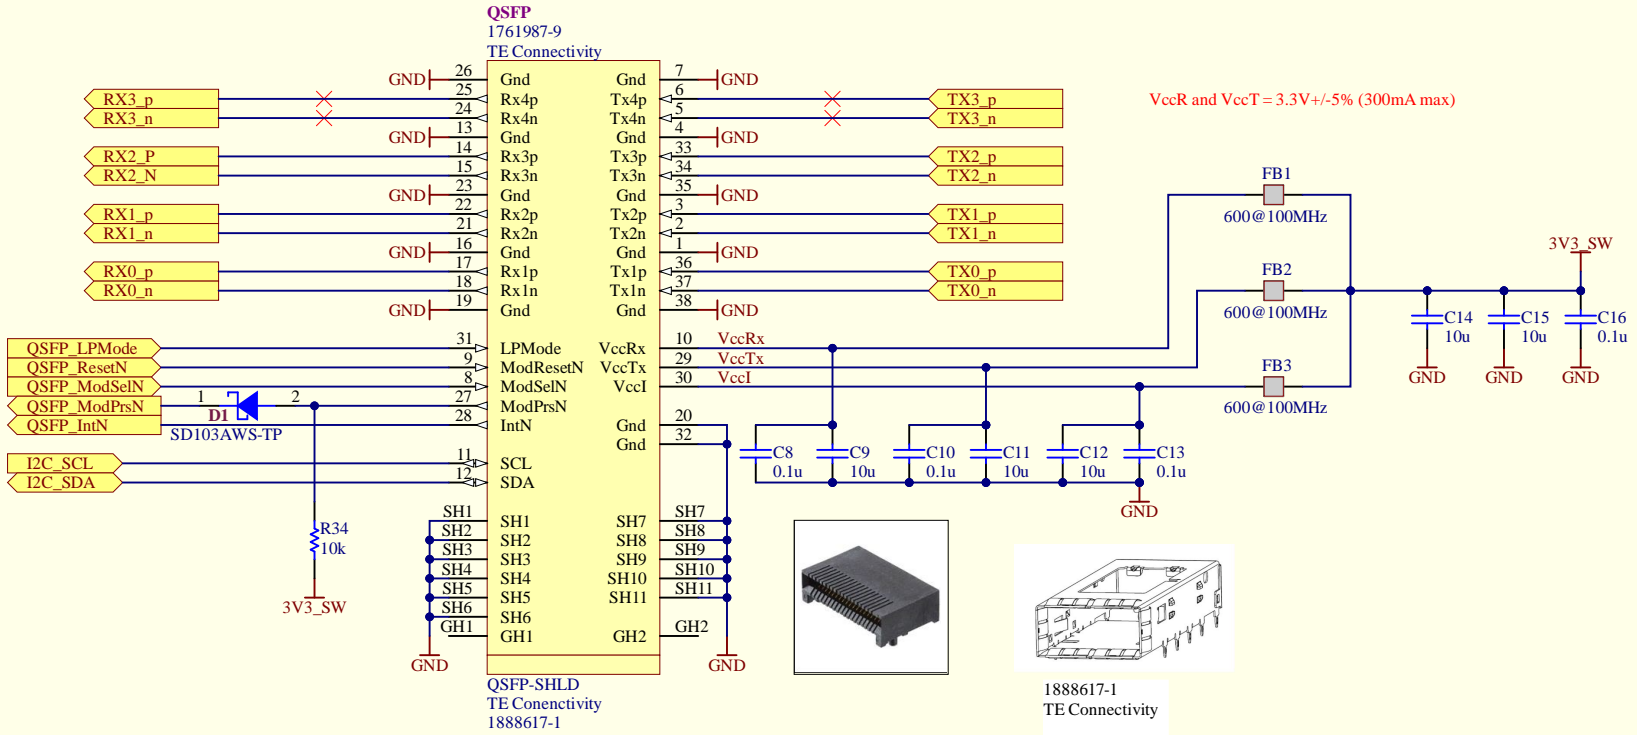 QSFP
1761987-9
TE Connectivity
GND 26 Gnd Gnd 7 GND
RX3_p 25 Rx4p Tx4p 6 TX3_p
RX3_n 24 Rx4n Tx4n 5 TX3_n
GND 13 Gnd Gnd 4 GND
RX2_P 14 Rx3p Tx3p 33 TX2_p
RX2_N 15 Rx3n Tx3n 34 TX2_n
GND 23 Gnd Gnd 35 GND
RX1_p 22 Rx2p Tx2p 3 TX1_p
RX1_n 21 Rx2n Tx2n 2 TX1_n
GND 16 Gnd Gnd 1 GND
RX0_p 17 Rx1p Tx1p 36 TX0_p
RX0_n 18 Rx1n Tx1n 37 TX0_n
GND 19 Gnd Gnd 38 GND
QSFP_LPMode 31 LPMode VccRx 10 VccRx
QSFP_ResetN 9 ModResetN VccTx 29 VccTx
QSFP_ModSelN 8 ModSelN VccI 30 VccI
QSFP_ModPrsN 1 2 27 ModPrsN
D1
SD103AWS-TP
QSFP_IntN 28 IntN Gnd 20
Gnd 32
I2C_SCL 11 SCL
I2C_SDA 12 SDA
R34
10k
3V3_SW
SH1 SH1 SH7 SH7
SH2 SH2 SH8 SH8
SH3 SH3 SH9 SH9
SH4 SH4 SH10 SH10
SH5 SH5 SH11 SH11
SH6 SH6
GH1 GH1 GH2 GH2
GND GND
QSFP-SHLD
TE Conenctivity
1888617-1
VccR and VccT = 3.3V+/-5% (300mA max)
FB1
600@100MHz
FB2
600@100MHz
FB3
600@100MHz
3V3_SW
C14 C15 C16
10u 10u 0.1u
GND GND GND
C8 C9 C10 C11 C12 C13
0.1u 10u 0.1u 10u 10u 0.1u
GND
1888617-1
TE Connectivity